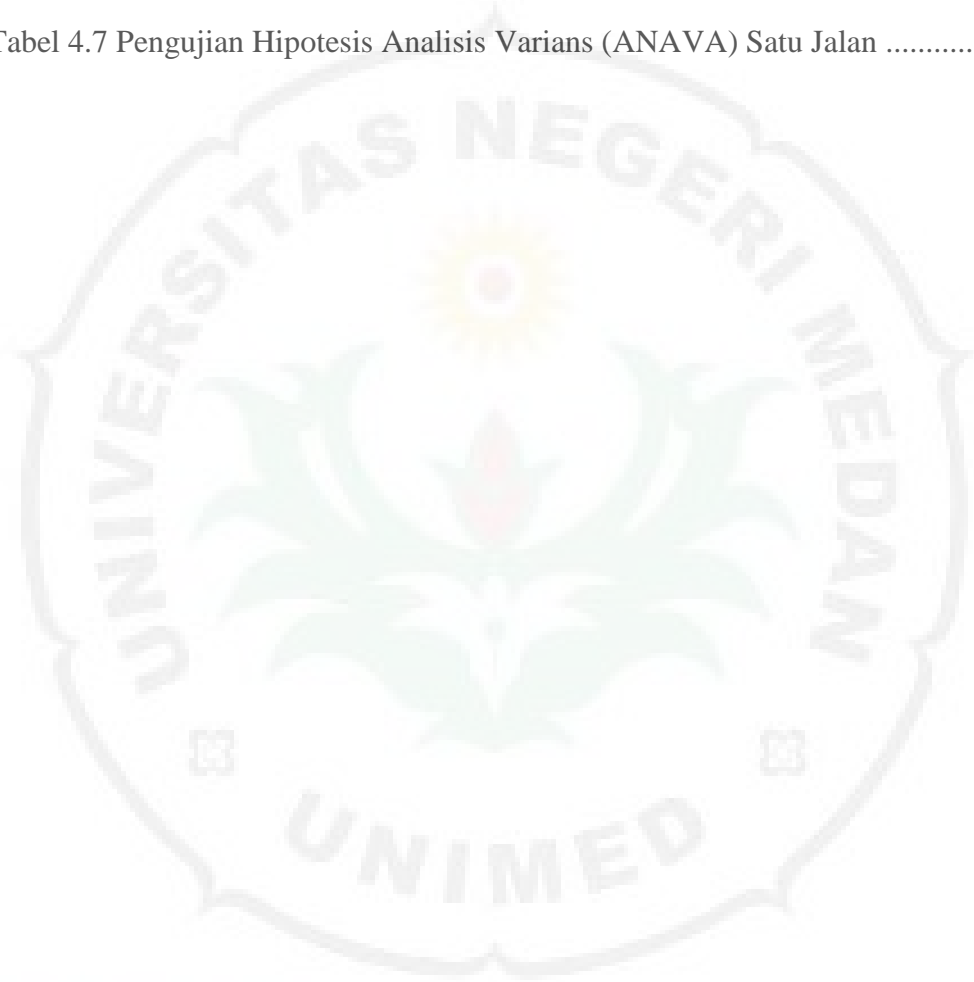 Tabel 4.7 Pengujian Hipotesis Analisis Varians (ANAVA) Satu Jalan ...........
UNIVERSITAS NEGERI MEDAN
UNIMED